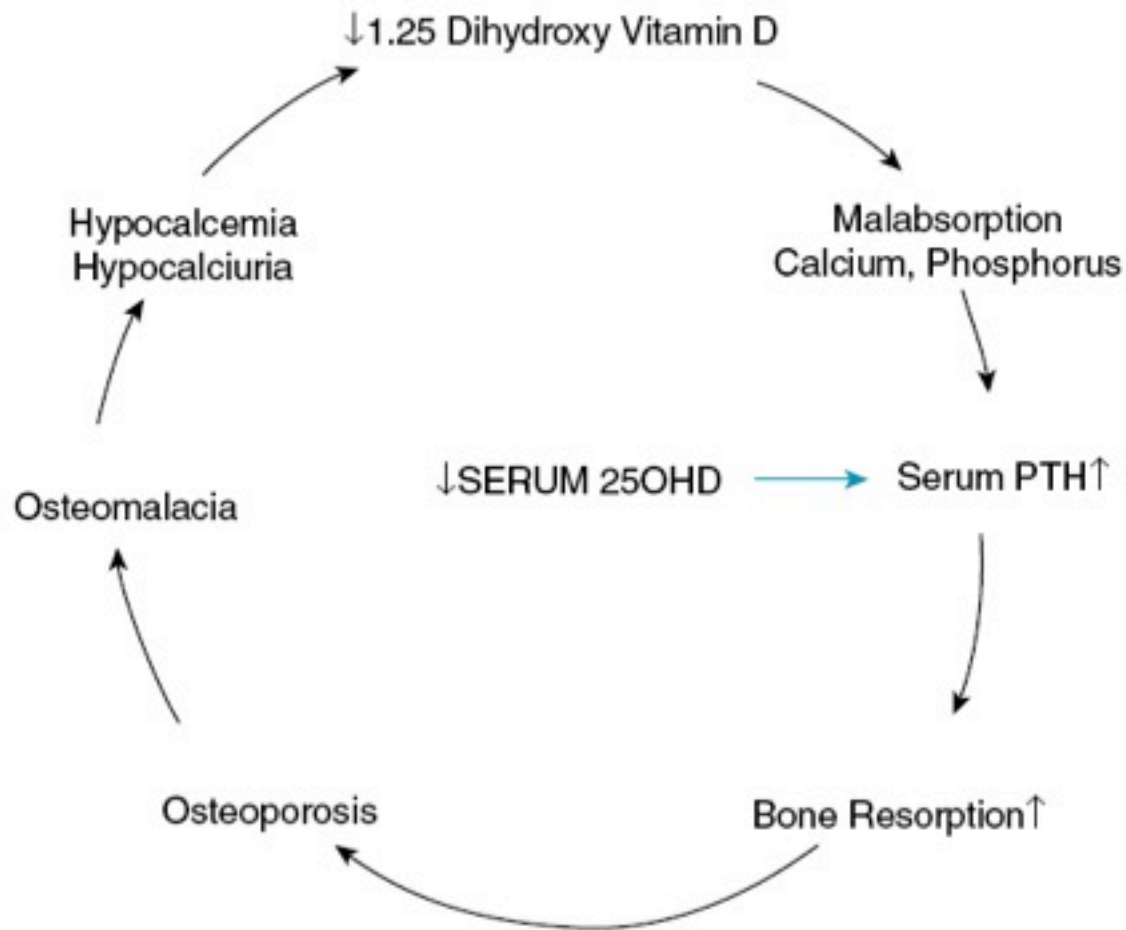 ↓1.25 Dihydroxy Vitamin D
Hypocalcemia
Hypocalciuria
Malabsorption
Calcium, Phosphorus
↓SERUM 25OHD
Serum PTH↑
Osteomalacia
Osteoporosis
Bone Resorption↑